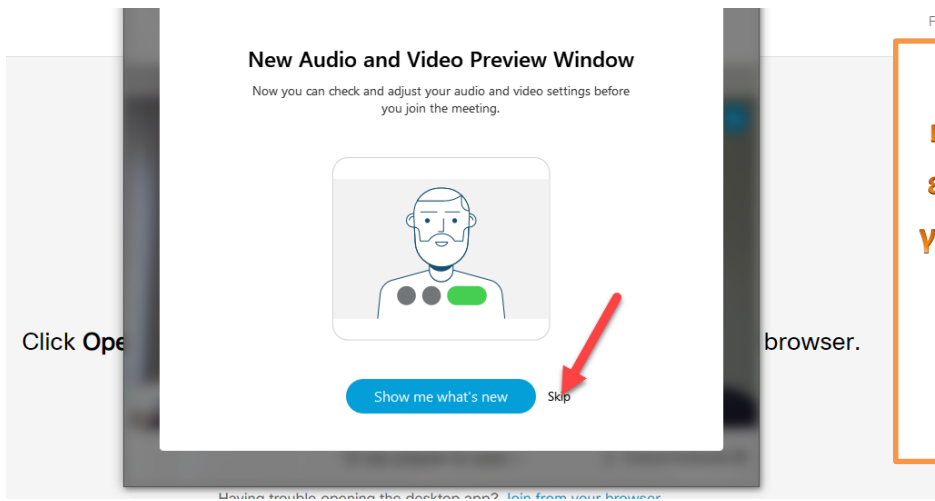 New Audio and Video Preview Window
Now you can check and adjust your audio and video settings before
you join the meeting.
Show me what's new
Skip
Click Ope
browser.
Having trouble opening the desktop app? Join from your browser.